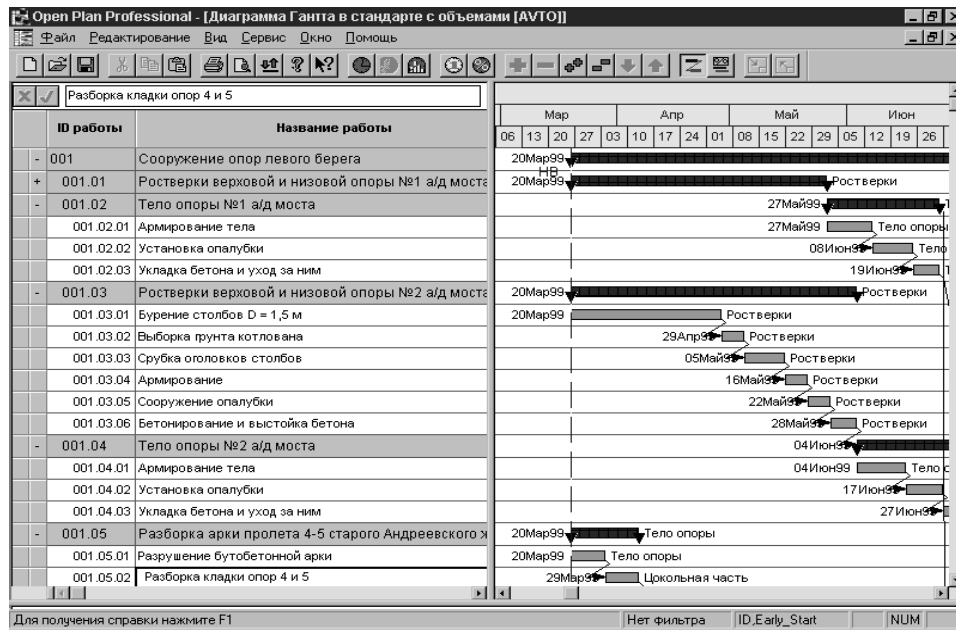 Open Plan Professional - [Диаграмма Гантта в стандарте с объемами [AVTO]]
Файл Редактирование Вид Сервис Окно Помощь
Разборка кладки опор 4 и 5
Мар Апр Май Июн
ID работы Название работы 06 13 20 27 03 10 17 24 01 08 15 22 29 05 12 19 26
- 001 Сооружение опор левого берега 20Мар99
НВ
+ 001.01 Ростверки верховой и низовой опоры №1 а/д моста 20Мар99 Ростверки
- 001.02 Тело опоры №1 а/д моста 27Май99
001.02.01 Армирование тела 27Май99 Тело опоры
001.02.02 Установка опалубки 08Июн99 Тело
001.02.03 Укладка бетона и уход за ним 19Июн99
- 001.03 Ростверки верховой и низовой опоры №2 а/д моста 20Мар99 Ростверки
001.03.01 Бурение столбов D = 1,5 м 20Мар99 Ростверки
001.03.02 Выборка грунта котлована 29Апр99 Ростверки
001.03.03 Срубка оголовков столбов 05Май99 Ростверки
001.03.04 Армирование 16Май99 Ростверки
001.03.05 Сооружение опалубки 22Май99 Ростверки
001.03.06 Бетонирование и выстойка бетона 28Май99 Ростверки
- 001.04 Тело опоры №2 а/д моста 04Июн99
001.04.01 Армирование тела 04Июн99 Тело
001.04.02 Установка опалубки 17Июн99
001.04.03 Укладка бетона и уход за ним 27Июн99
- 001.05 Разборка арки пролета 4-5 старого Андреевского ж 20Мар99 Тело опоры
001.05.01 Разрушение бутобетонной арки 20Мар99 Тело опоры
001.05.02 Разборка кладки опор 4 и 5 29Мар99 Цокольная часть
Для получения справки нажмите F1 Нет фильтра ID,Early_Start NUM